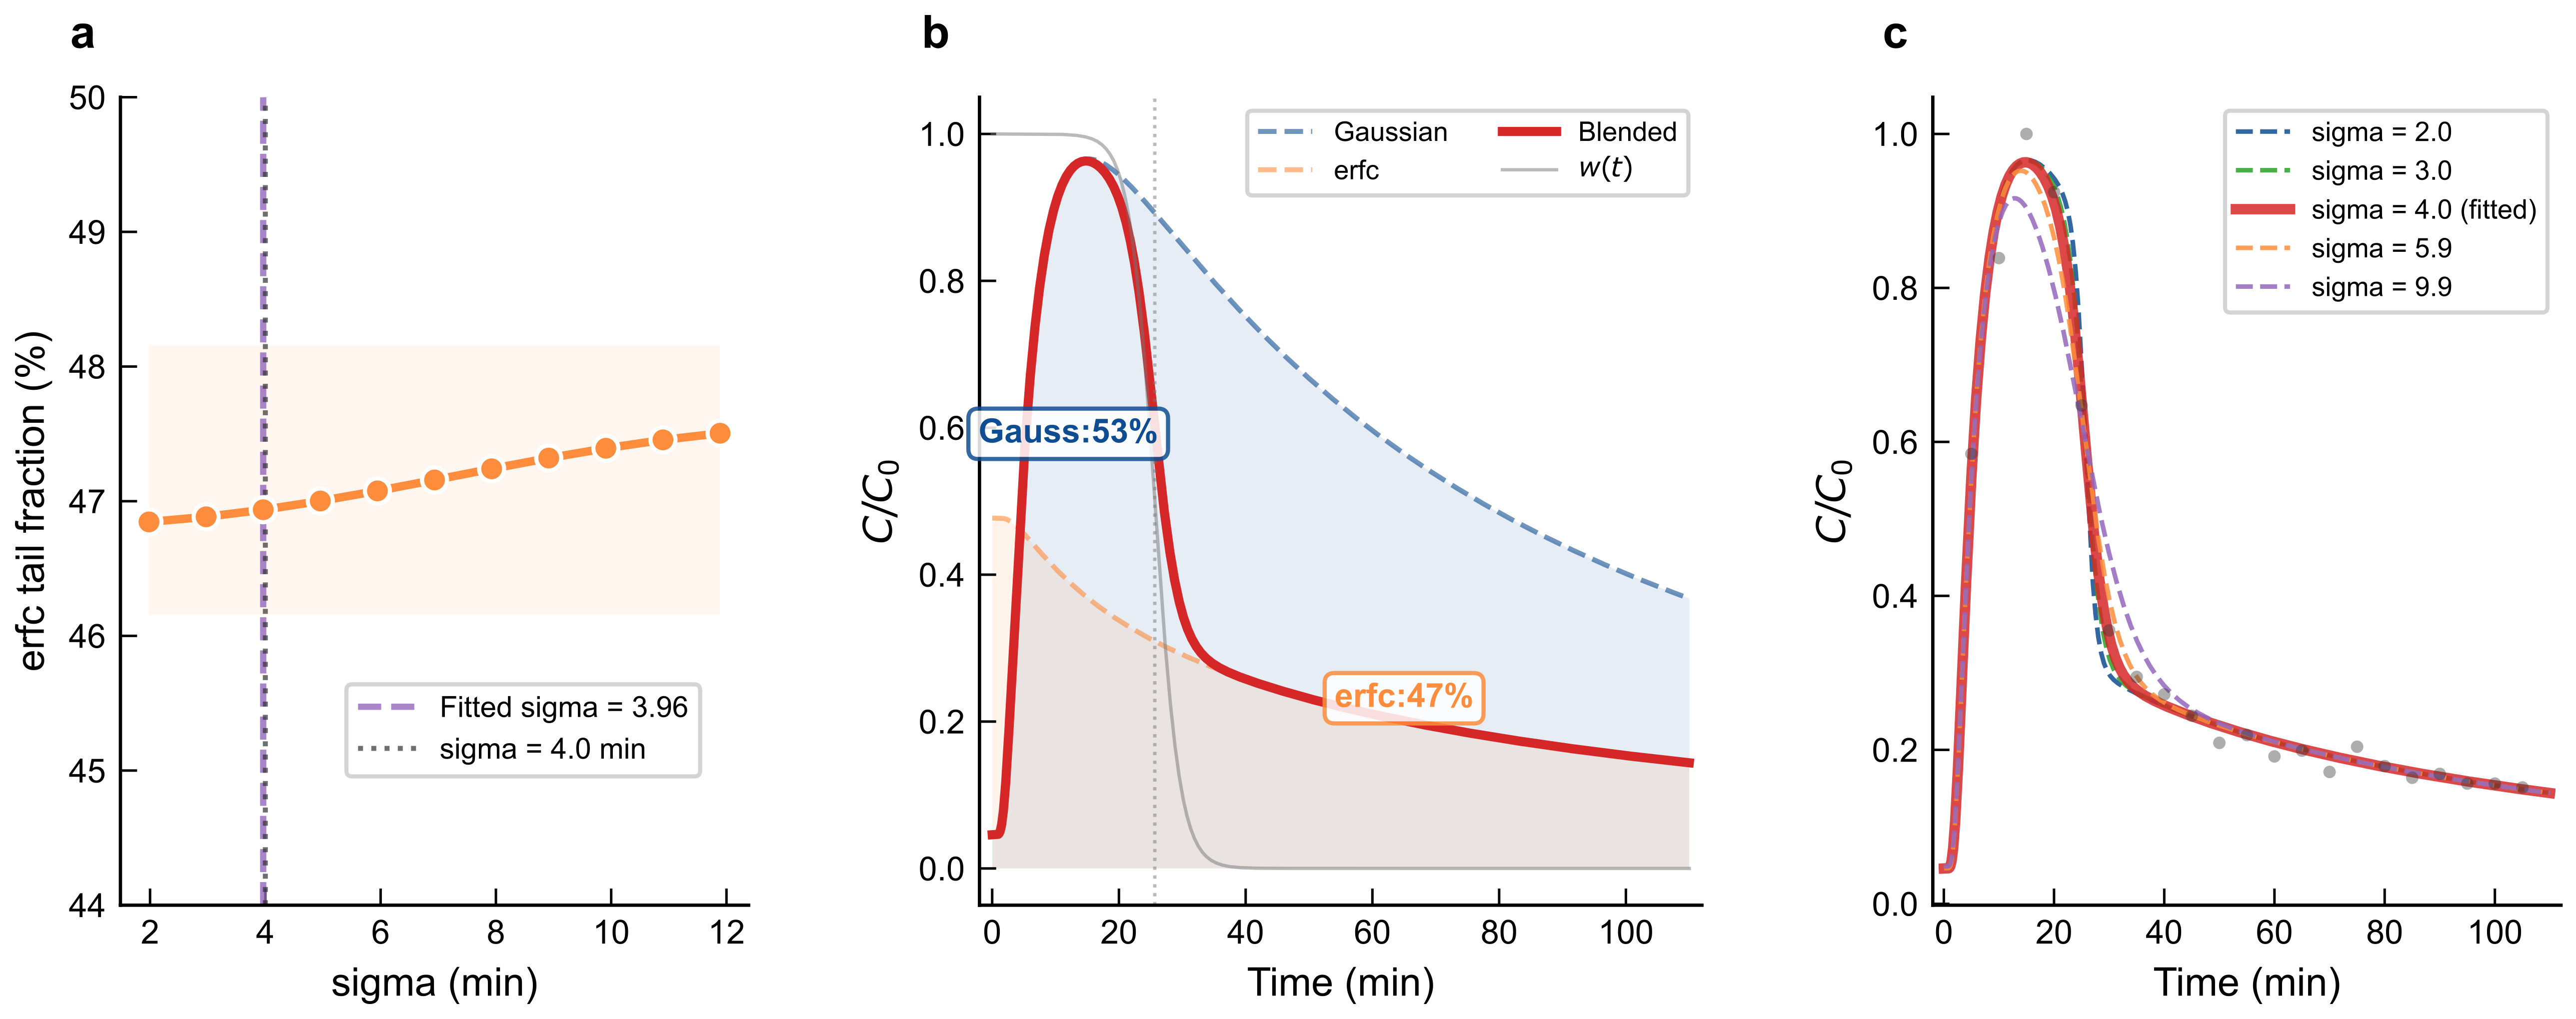 a
50
49
48
47
46
45
44
erfc tail fraction (%)
Fitted sigma = 3.96
sigma = 4.0 min
2 4 6 8 10 12
sigma (min)
b
1.0
0.8
0.6
0.4
0.2
0.0
C/C0
Gaussian Blended
erfc w(t)
Gauss:53%
erfc:47%
0 20 40 60 80 100
Time (min)
c
1.0
0.8
0.6
0.4
0.2
0.0
C/C0
sigma = 2.0
sigma = 3.0
sigma = 4.0 (fitted)
sigma = 5.9
sigma = 9.9
0 20 40 60 80 100
Time (min)